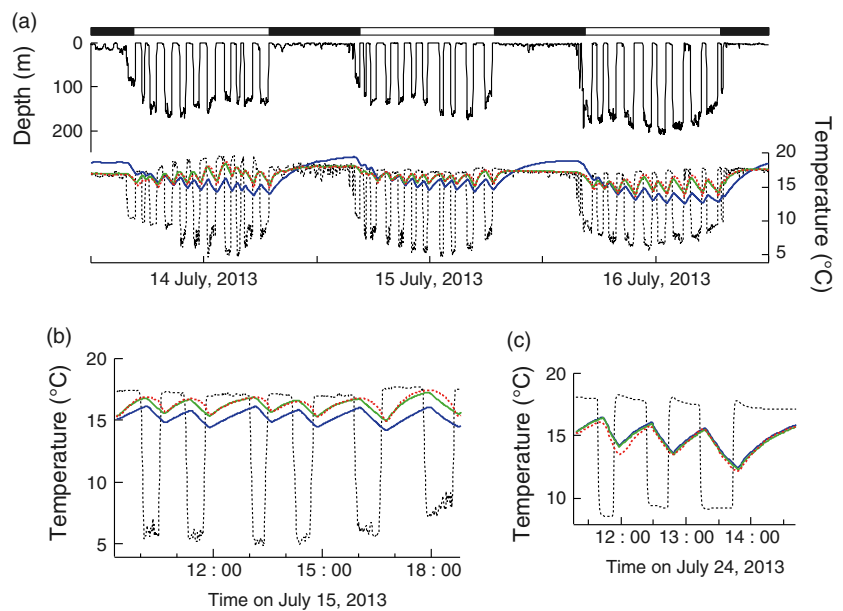 (a)
Depth (m)
0
100
200
Temperature (°C)
20
15
10
5
14 July, 2013
15 July, 2013
16 July, 2013
(b)
Temperature (°C)
20
15
10
5
12 : 00
15 : 00
18 : 00
Time on July 15, 2013
(c)
Temperature (°C)
20
15
10
12 : 00
13 : 00
14 : 00
Time on July 24, 2013